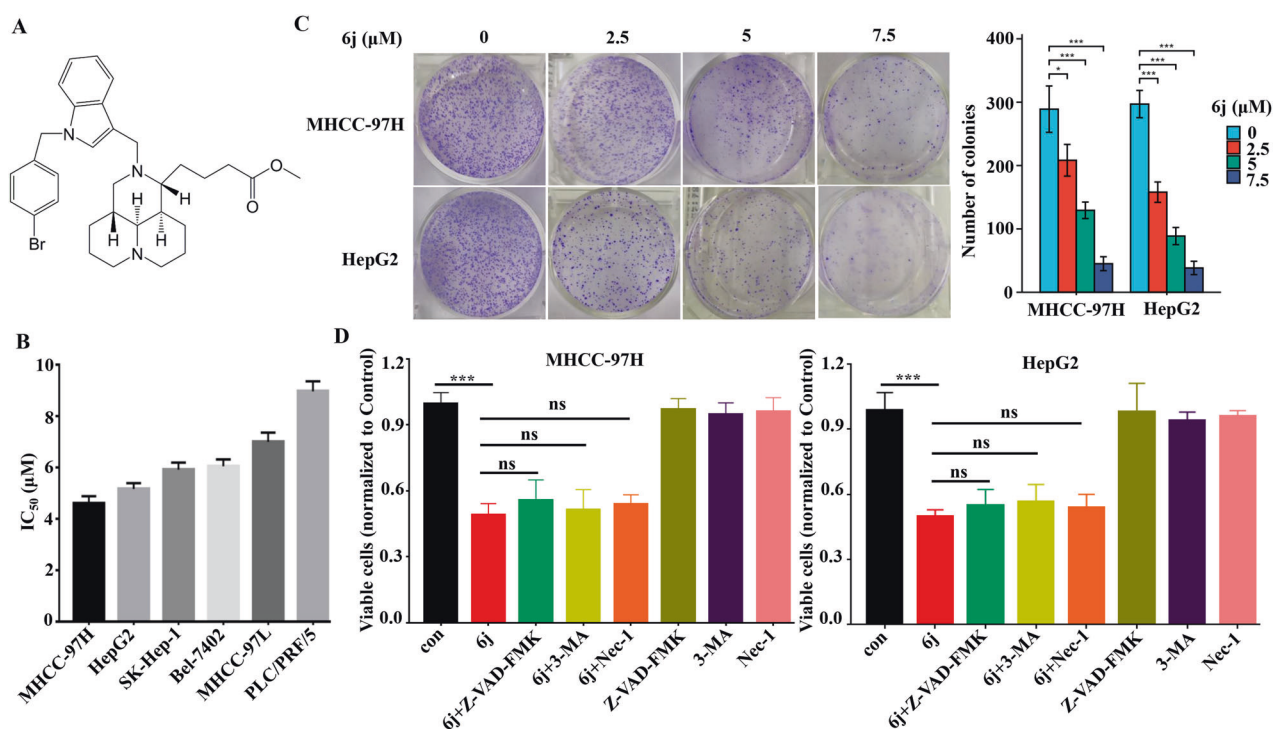 A
N
N
H
H
H
N
O
O
Br
C
6j (μM)
0
2.5
5
7.5
MHCC-97H
HepG2
400
300
200
100
0
Number of colonies
***
***
*
***
***
***
MHCC-97H
HepG2
6j (μM)
0
2.5
5
7.5
B
10
8
6
4
2
0
IC50 (μM)
MHCC-97H
HepG2
SK-Hep-1
Bel-7402
MHCC-97L
PLC/PRF/5
D
MHCC-97H
Viable cells (normalized to Control)
1.2
0.9
0.6
0.3
0.0
***
ns
ns
ns
con
6j
6j+Z-VAD-FMK
6j+3-MA
6j+Nec-1
Z-VAD-FMK
3-MA
Nec-1
HepG2
Viable cells (normalized to Control)
1.2
0.9
0.6
0.3
0.0
***
ns
ns
ns
con
6j
6j+Z-VAD-FMK
6j+3-MA
6j+Nec-1
Z-VAD-FMK
3-MA
Nec-1